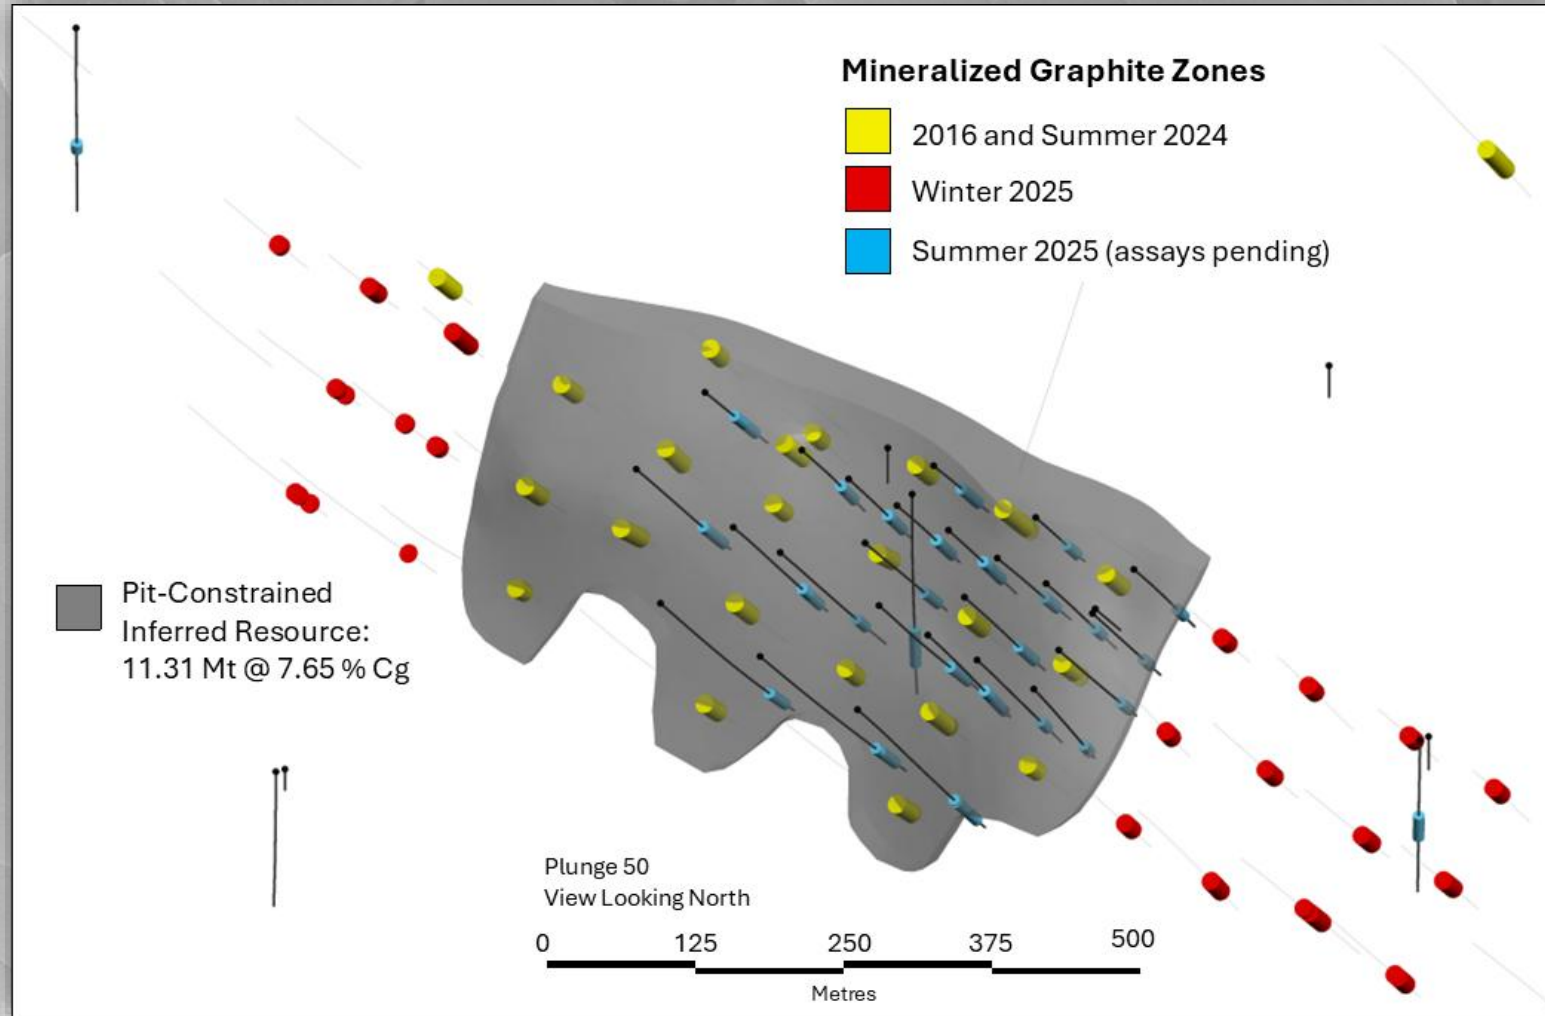 Mineralized Graphite Zones
2016 and Summer 2024
Winter 2025
Summer 2025 (assays pending)
Pit-Constrained
Inferred Resource:
11.31 Mt @ 7.65 % Cg
Plunge 50
View Looking North
0 125 250 375 500
Metres